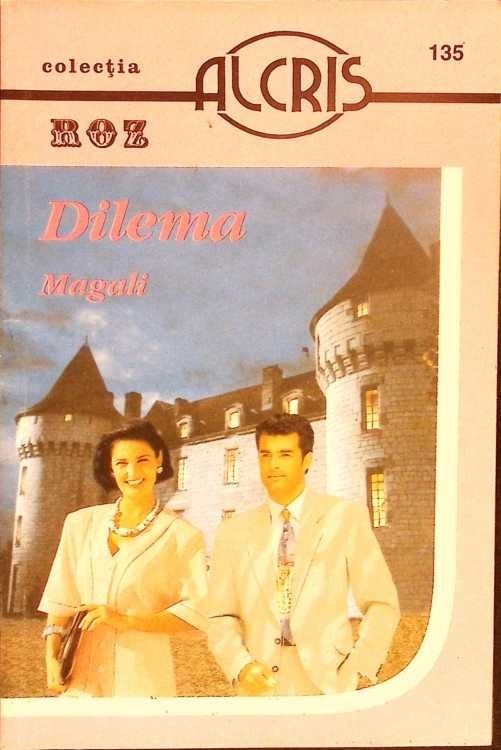 colecţia
ALCRIS
135
ROZ
Dilema
Magali